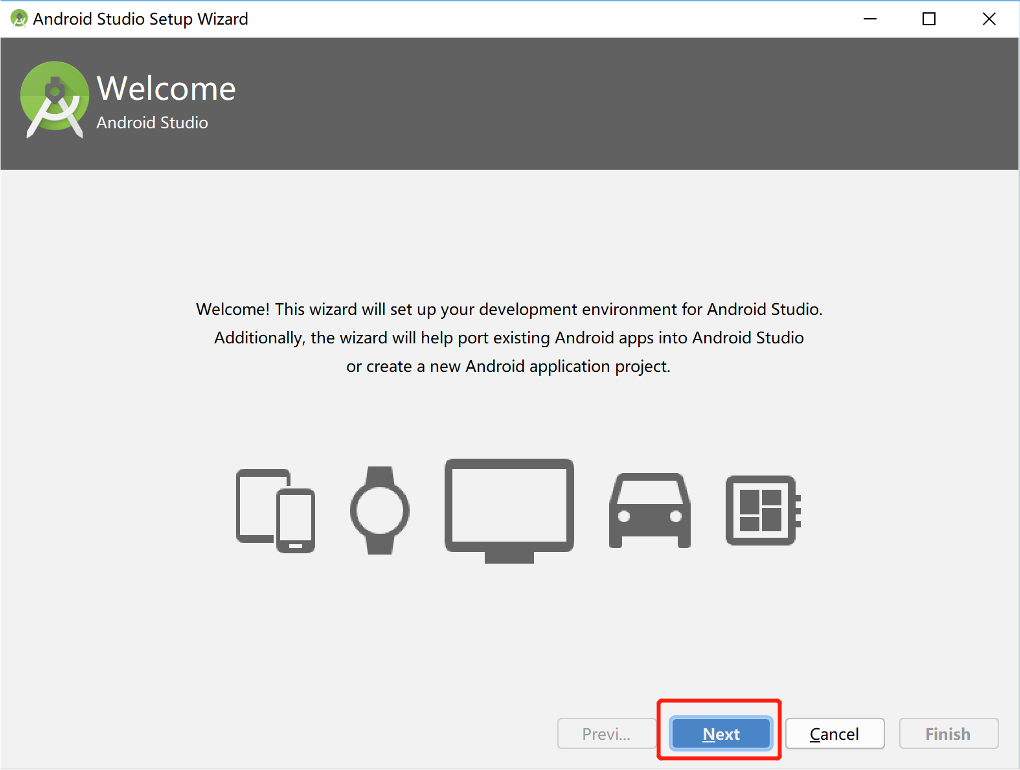 Android Studio Setup Wizard
Welcome
Android Studio
Welcome! This wizard will set up your development environment for Android Studio.
Additionally, the wizard will help port existing Android apps into Android Studio
or create a new Android application project.
Previ... Next Cancel Finish